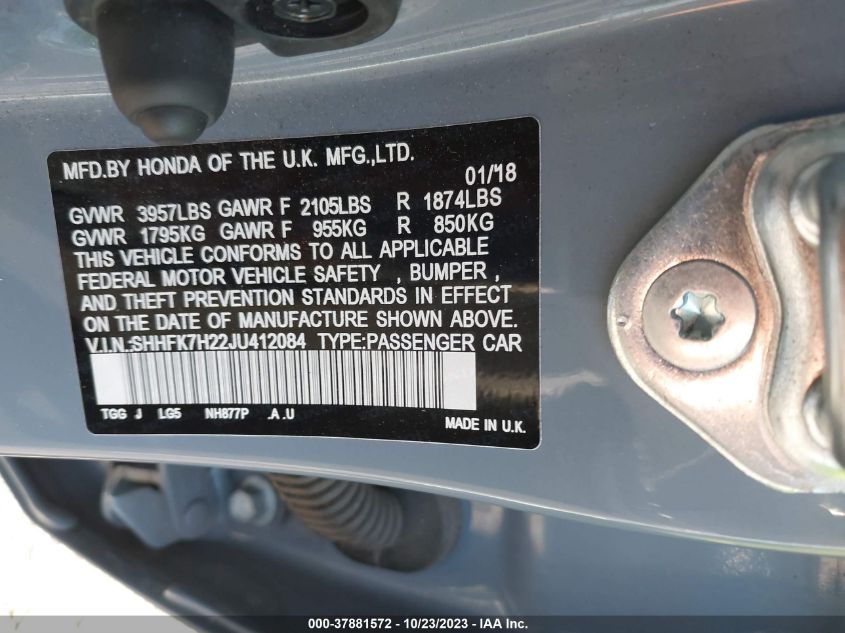 MFD.BY HONDA OF THE U.K. MFG.,LTD.
01/'18
GVWR 3957LBS GAWR F 2105LBS R 1874LBS
GVWR 1795KG GAWR F 955KG R 850KG
THIS VEHICLE CONFORMS TO ALL APPLICABLE
FEDERAL MOTOR VEHICLE SAFETY , BUMPER ,
AND THEFT PREVENTION STANDARDS IN EFFECT
ON THE DATE OF MANUFACTURE SHOWN ABOVE.
V.I.N.:SHHFK7H22JU412084 TYPE:PASSENGER CAR
TGG J LG5 NH877P .A .U
MADE IN U.K.
000-37881572 | 10/23/2023 - IAA Inc.